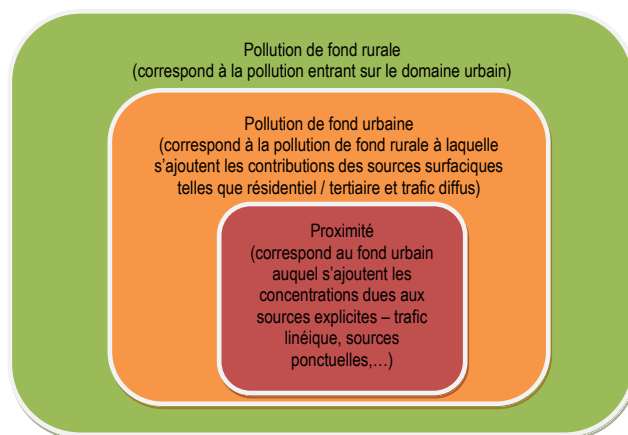 Pollution de fond rurale
(correspond à la pollution entrant sur le domaine urbain)
Pollution de fond urbaine
(correspond à la pollution de fond rurale à laquelle
s’ajoutent les contributions des sources surfaciques
telles que résidentiel / tertiaire et trafic diffus)
Proximité
(correspond au fond urbain
auquel s’ajoutent les
concentrations dues aux
sources explicites – trafic
linéique, sources
ponctuelles,…)